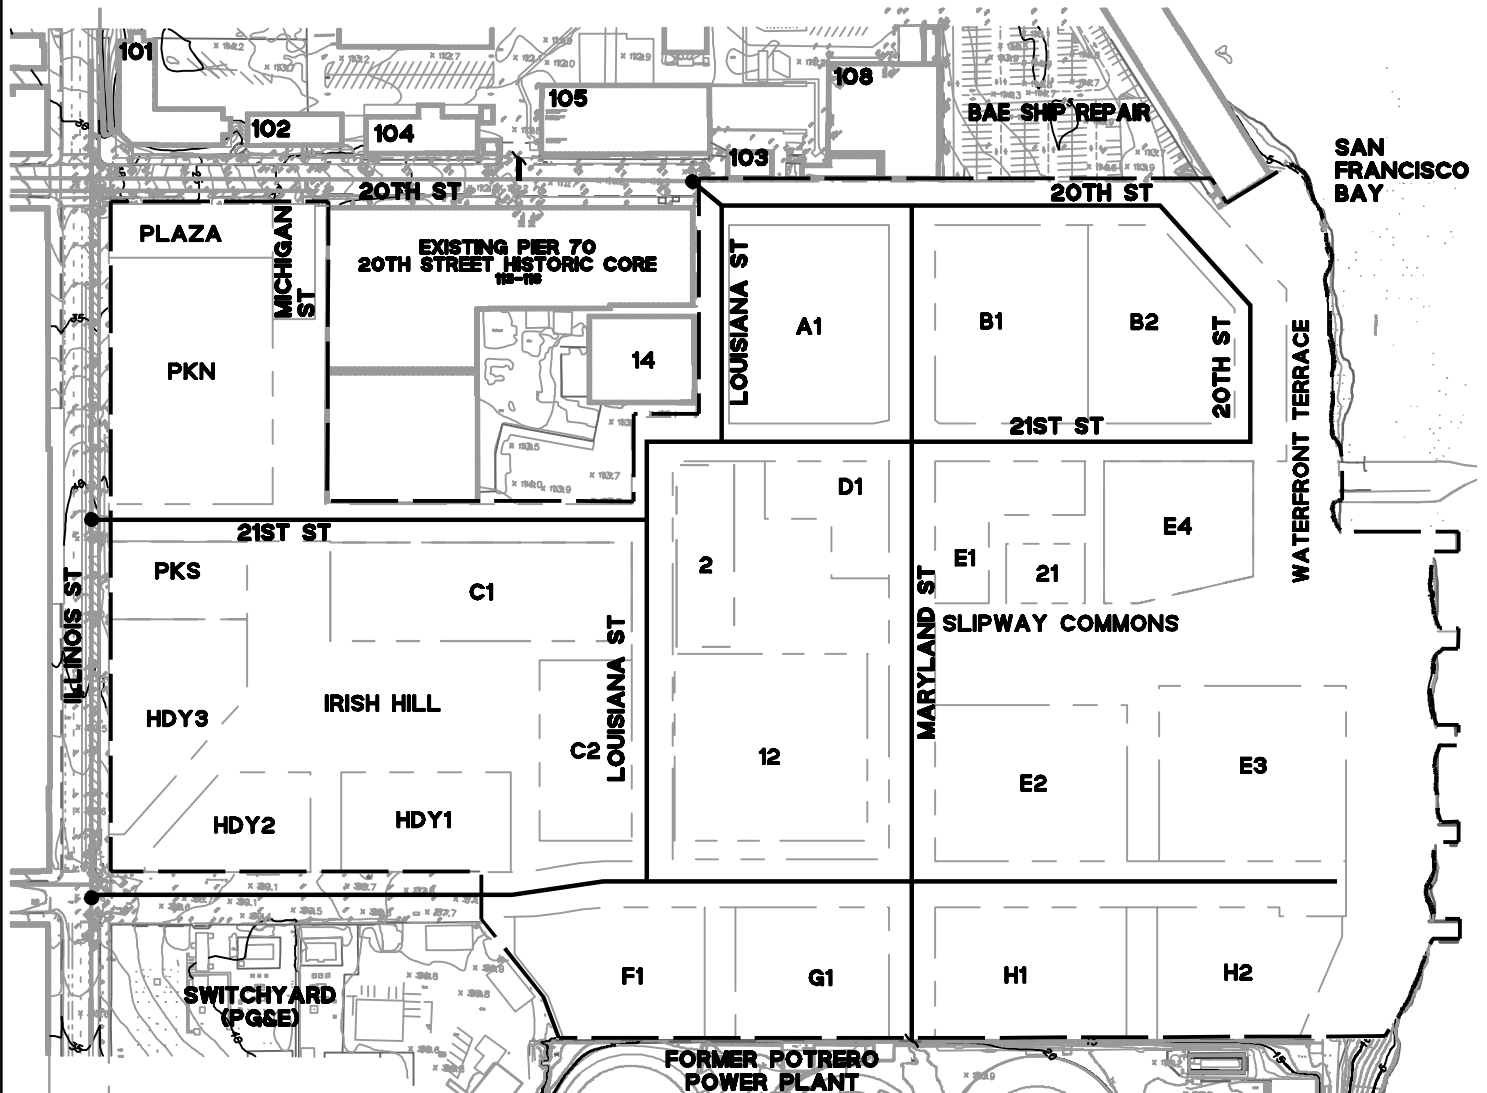 101
102
104
105
103
108
BAE SHIP REPAIR
SAN
FRANCISCO
BAY
20TH ST
20TH ST
PLAZA
MICHIGAN
ST
EXISTING PIER 70
20TH STREET HISTORIC CORE
113-116
LOUISIANA ST
A1
B1
B2
20TH ST
WATERFRONT TERRACE
PKN
14
21ST ST
D1
E4
21ST ST
PKS
C1
2
E1
21
ILLINOIS ST
LOUISIANA ST
MARYLAND ST
SLIPWAY COMMONS
HDY3
IRISH HILL
C2
12
E2
E3
HDY2
HDY1
F1
G1
H1
H2
SWITCHYARD
(PG&E)
FORMER POTRERO
POWER PLANT